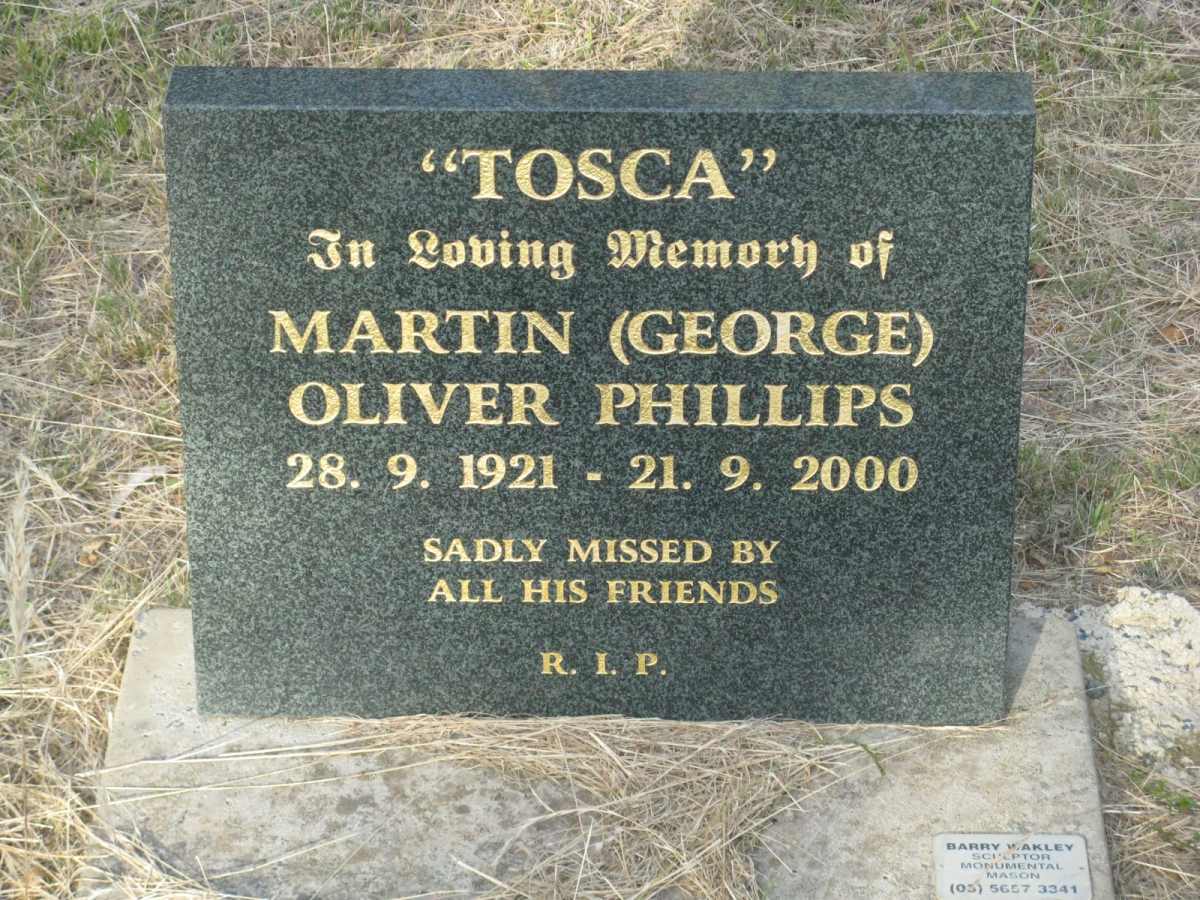 “TOSCA”
In Loving Memory of
MARTIN (GEORGE)
OLIVER PHILLIPS
28. 9. 1921 - 21. 9. 2000
SADLY MISSED BY
ALL HIS FRIENDS
R. I. P.
BARRY WAKLEY
SCULPTOR
MONUMENTAL
MASON
(03) 5657 3341